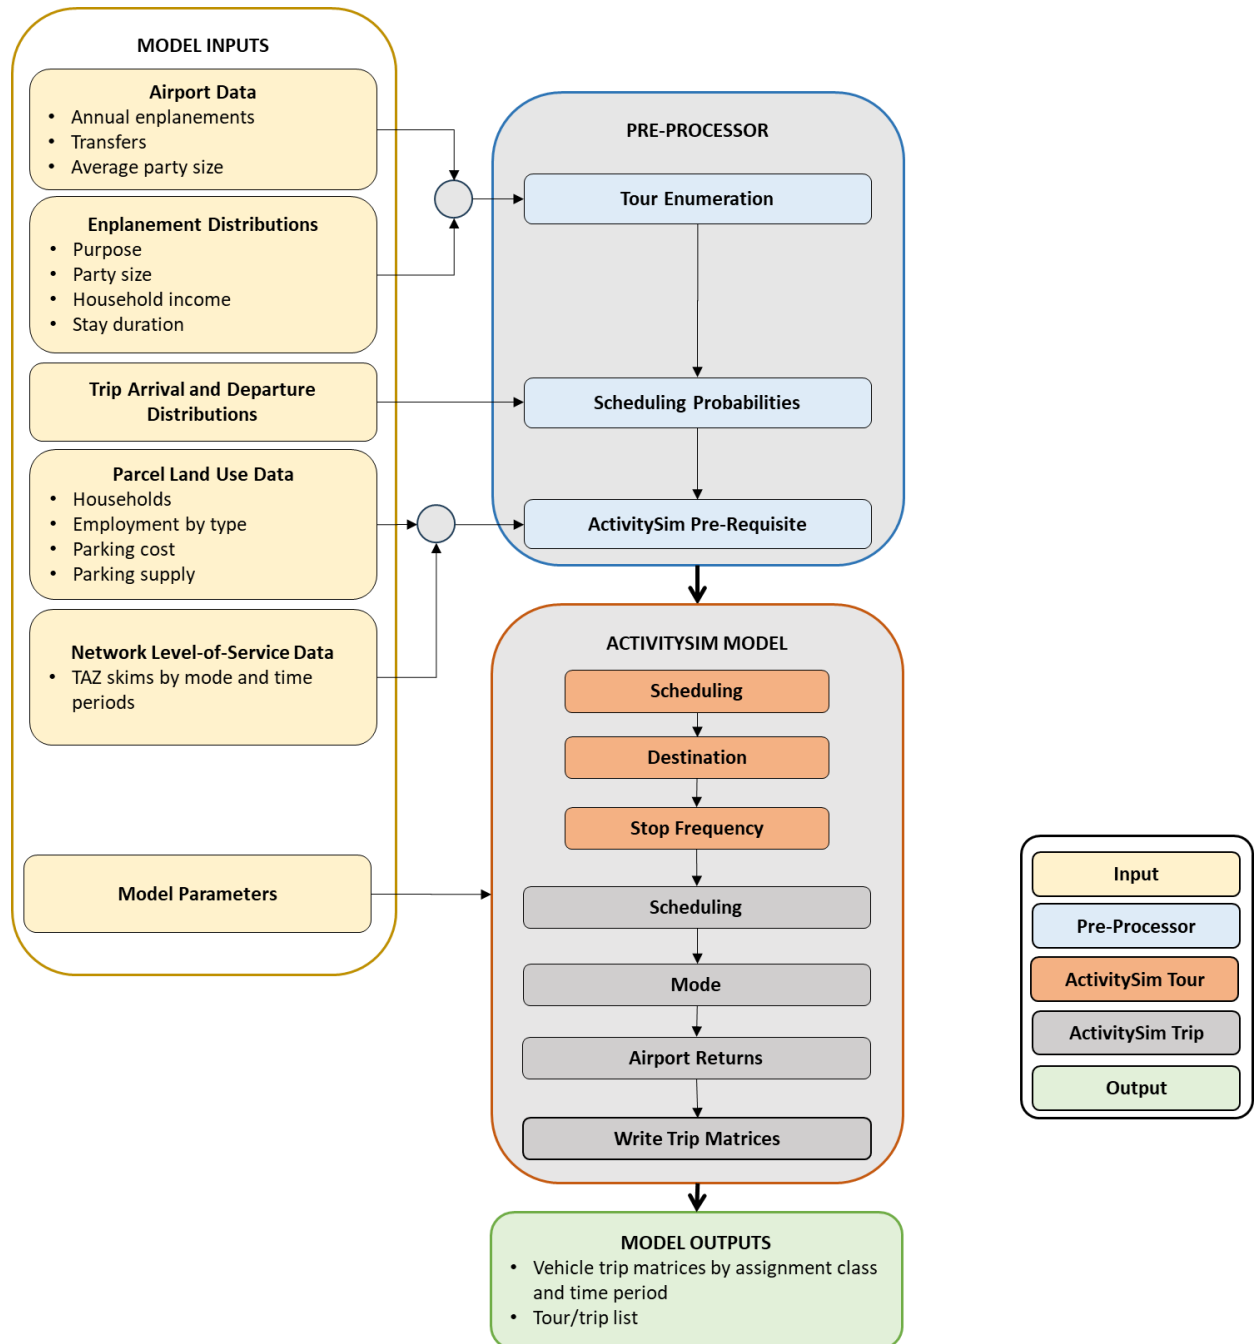 MODEL INPUTS
Airport Data
• Annual enplanements
• Transfers
• Average party size
Enplanement Distributions
• Purpose
• Party size
• Household income
• Stay duration
Trip Arrival and Departure
Distributions
Parcel Land Use Data
• Households
• Employment by type
• Parking cost
• Parking supply
Network Level-of-Service Data
• TAZ skims by mode and time
periods
Model Parameters
PRE-PROCESSOR
Tour Enumeration
Scheduling Probabilities
ActivitySim Pre-Requisite
ACTIVITYSIM MODEL
Scheduling
Destination
Stop Frequency
Scheduling
Mode
Airport Returns
Write Trip Matrices
MODEL OUTPUTS
• Vehicle trip matrices by assignment class
and time period
• Tour/trip list
Input
Pre-Processor
ActivitySim Tour
ActivitySim Trip
Output